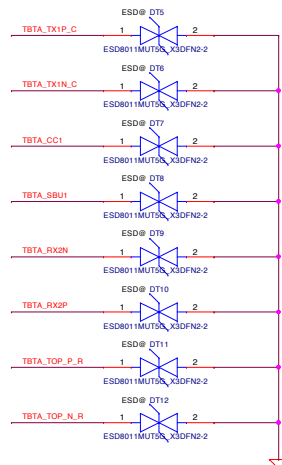 ESD@ DT5
TBTA_TX1P_C 1 2
ESD8011MUT5G_X3DFN2-2
ESD@ DT6
TBTA_TX1N_C 1 2
ESD8011MUT5G_X3DFN2-2
ESD@ DT7
TBTA_CC1 1 2
ESD8011MUT5G_X3DFN2-2
ESD@ DT8
TBTA_SBU1 1 2
ESD8011MUT5G_X3DFN2-2
ESD@ DT9
TBTA_RX2N 1 2
ESD8011MUT5G_X3DFN2-2
ESD@ DT10
TBTA_RX2P 1 2
ESD8011MUT5G_X3DFN2-2
ESD@ DT11
TBTA_TOP_P_R 1 2
ESD8011MUT5G_X3DFN2-2
ESD@ DT12
TBTA_TOP_N_R 1 2
ESD8011MUT5G_X3DFN2-2